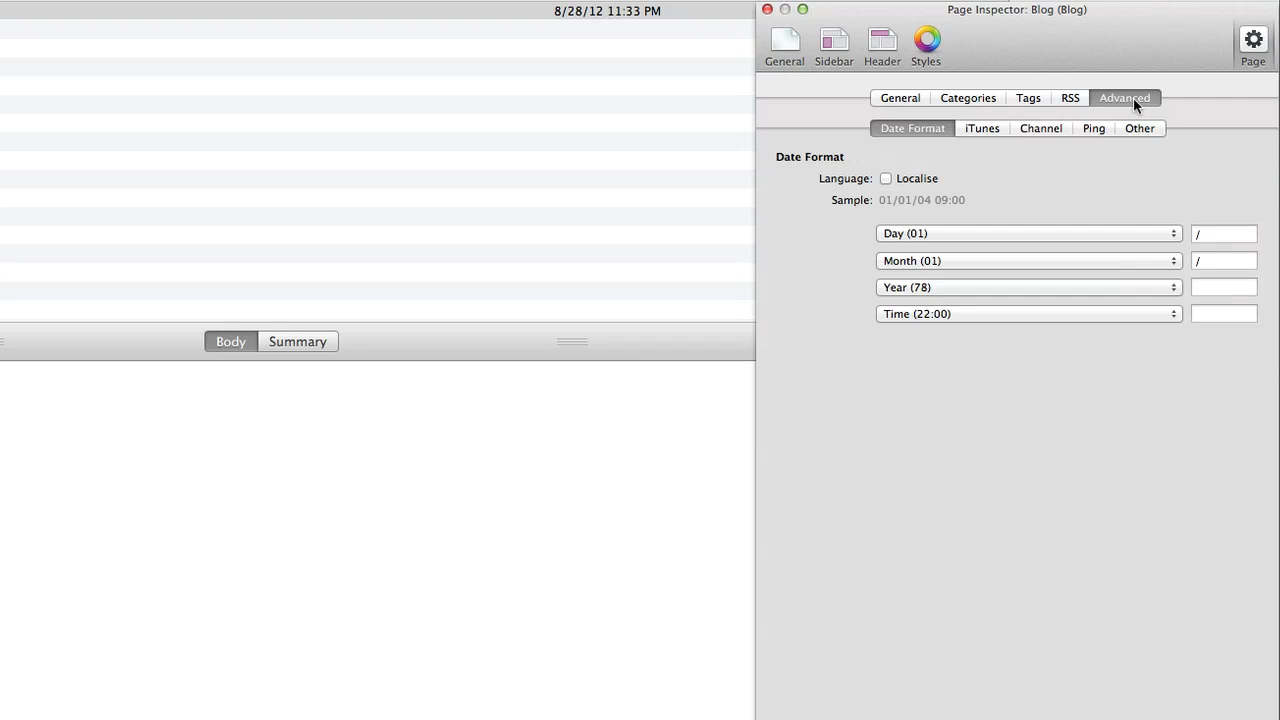 8/28/12 11:33 PM
Page Inspector: Blog (Blog)
General Sidebar Header Styles Page
General Categories Tags RSS Advanced
Date Format iTunes Channel Ping Other
Date Format
Language: Localise
Sample: 01/01/04 09:00
Day (01) /
Month (01) /
Year (78)
Time (22:00)
Body Summary